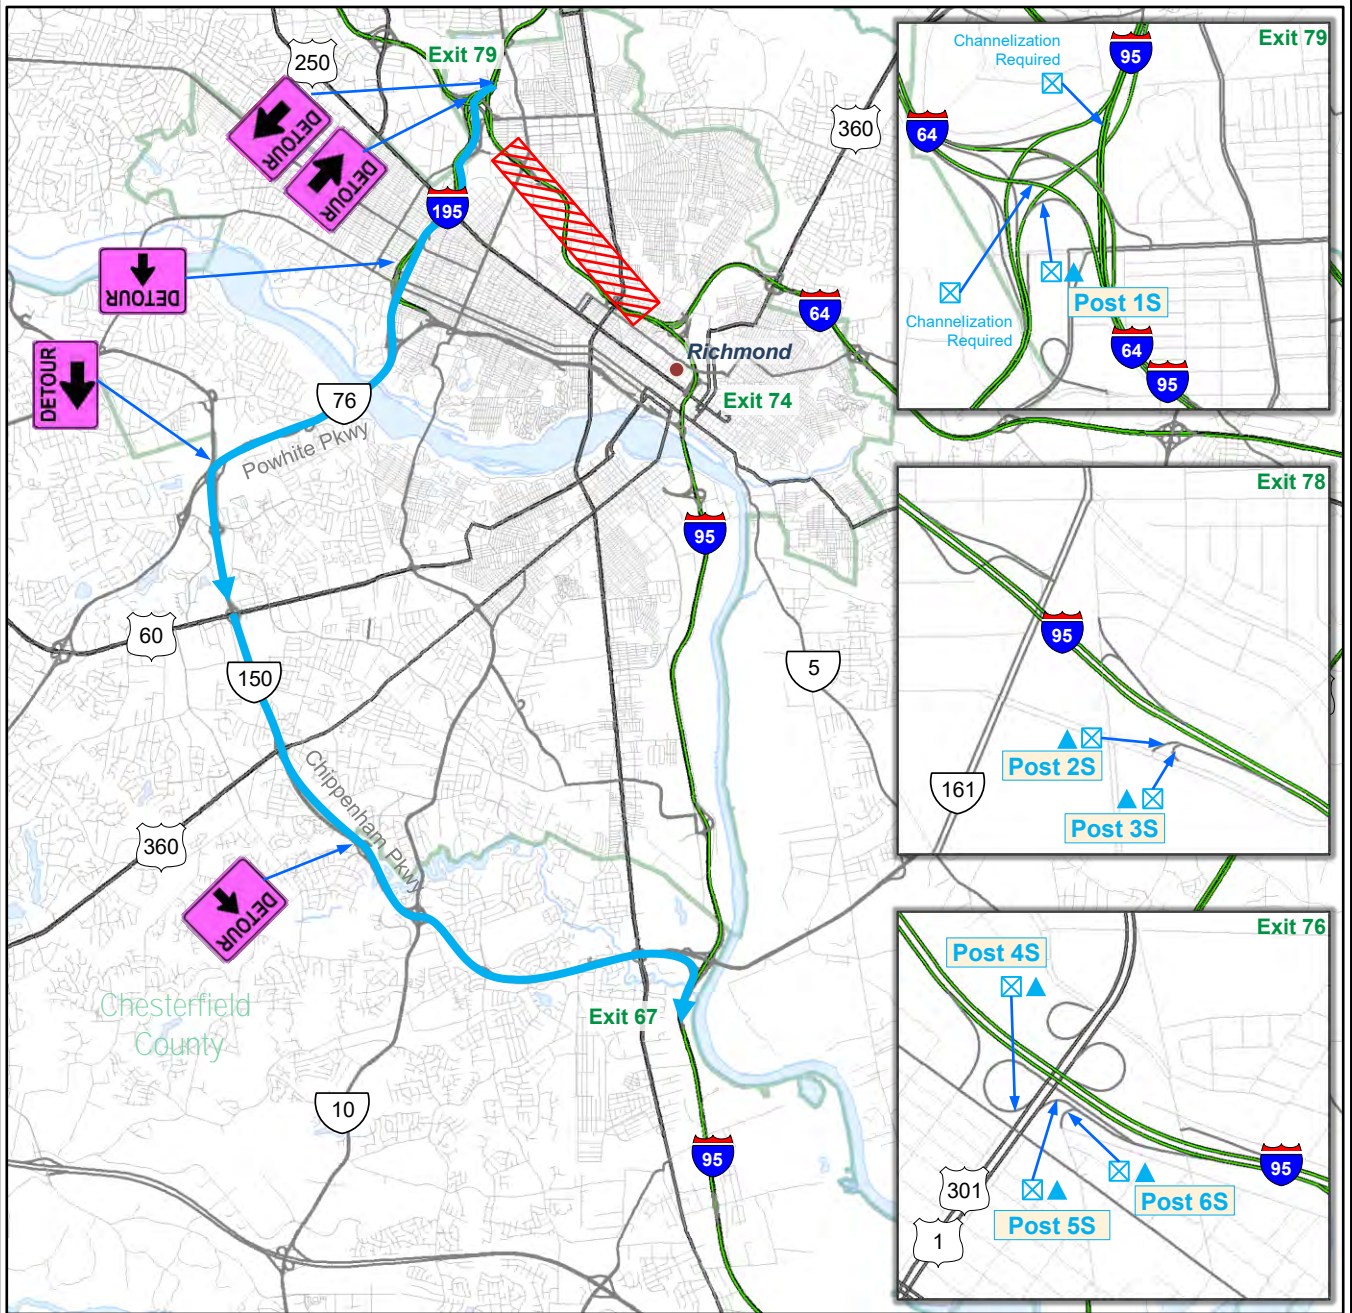 Exit 79
250
DETOUR
DETOUR
360
195
DETOUR
64
Richmond
DETOUR
76
Exit 74
Powhite Pkwy
95
60
5
150
Chippenham Pkwy
360
DETOUR
Chesterfield
County
Exit 67
10
95
Exit 79
Channelization
Required
95
64
Post 1S
Channelization
Required
64
95
Exit 78
95
Post 2S
161
Post 3S
Exit 76
Post 4S
95
301
Post 6S
Post 5S
1